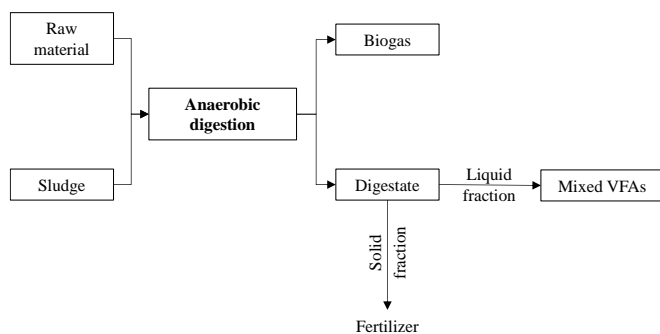 Raw
material
Biogas
Anaerobic
digestion
Sludge
Digestate
Liquid
fraction
Mixed VFAs
Solid
fraction
Fertilizer